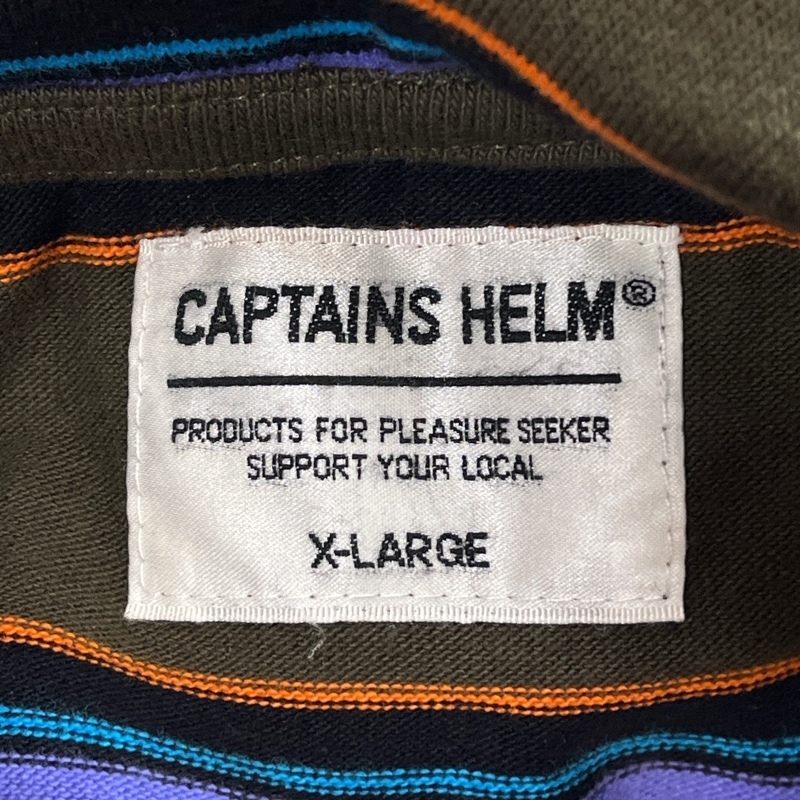 CAPTAINS HELM®
PRODUCTS FOR PLEASURE SEEKER
SUPPORT YOUR LOCAL
X-LARGE